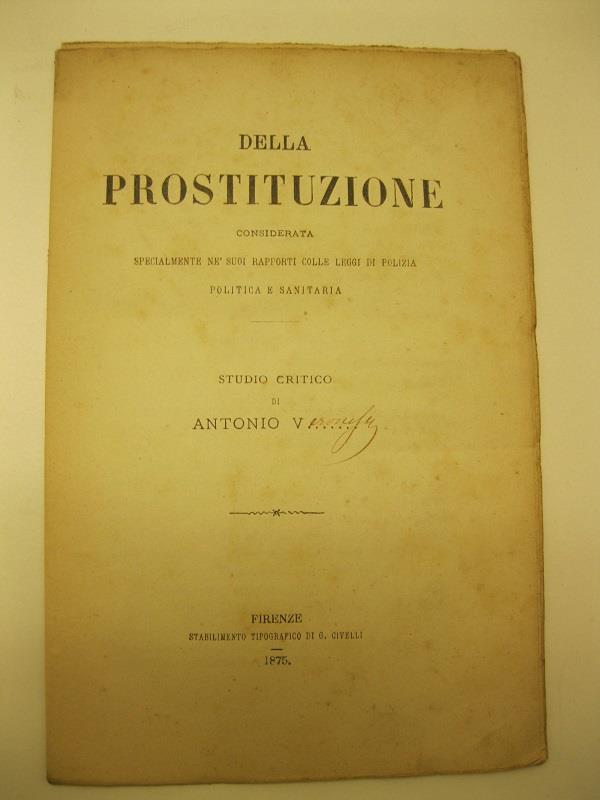 DELLA
PROSTITUZIONE
CONSIDERATA
SPECIALMENTE NE' SUOI RAPPORTI COLLE LEGGI DI POLIZIA
POLITICA E SANITARIA
STUDIO CRITICO
DI
ANTONIO V........
FIRENZE
STABILIMENTO TIPOGRAFICO DI G. CIVELLI
1875.